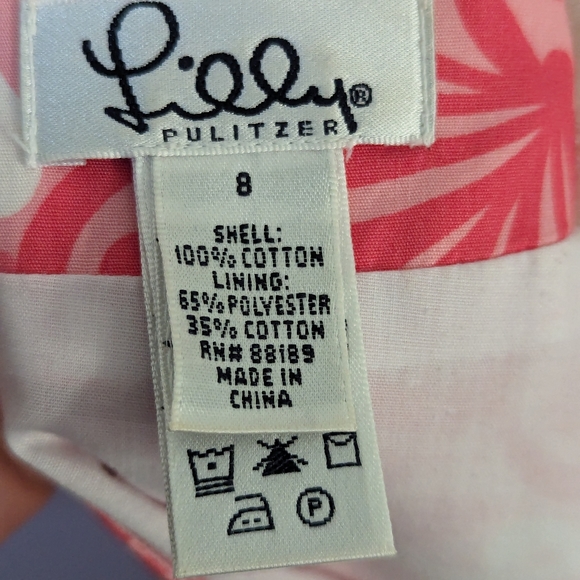 Lilly®
PULITZER
8
SHELL:
100% COTTON
LINING:
65% POLYESTER
35% COTTON
RN# 88189
MADE IN
CHINA
P